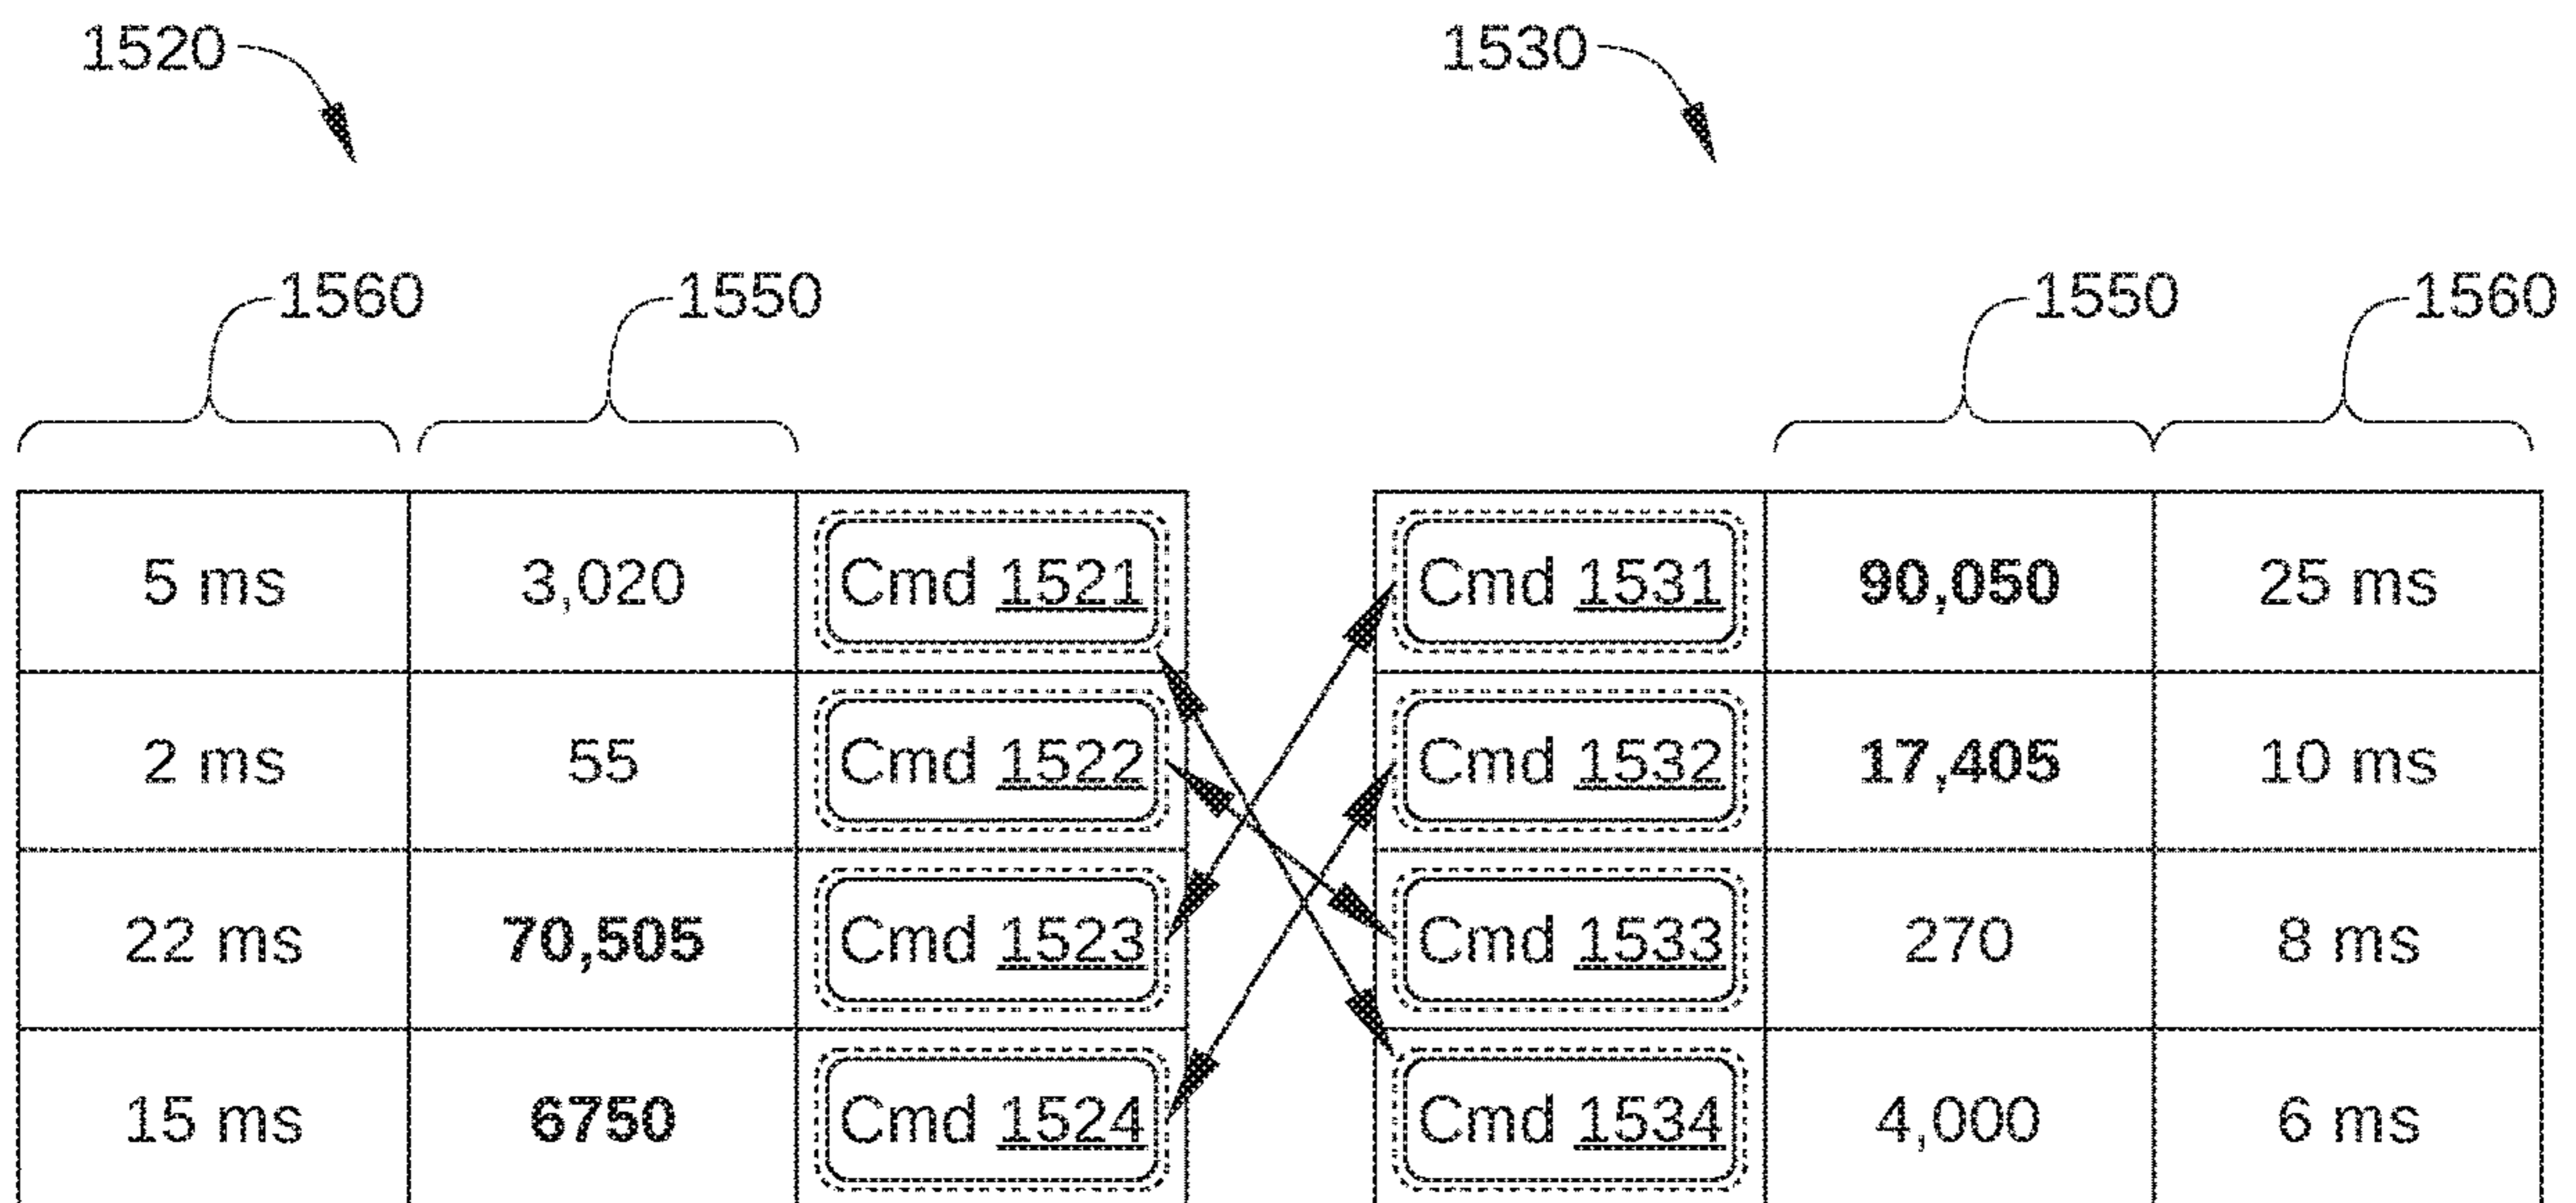 1520 1530
1560 1550 1550 1560
5 ms 3,020 Cmd 1521 Cmd 1531 90,050 25 ms
2 ms 55 Cmd 1522 Cmd 1532 17,405 10 ms
22 ms 70,505 Cmd 1523 Cmd 1533 270 8 ms
15 ms 6750 Cmd 1524 Cmd 1534 4,000 6 ms